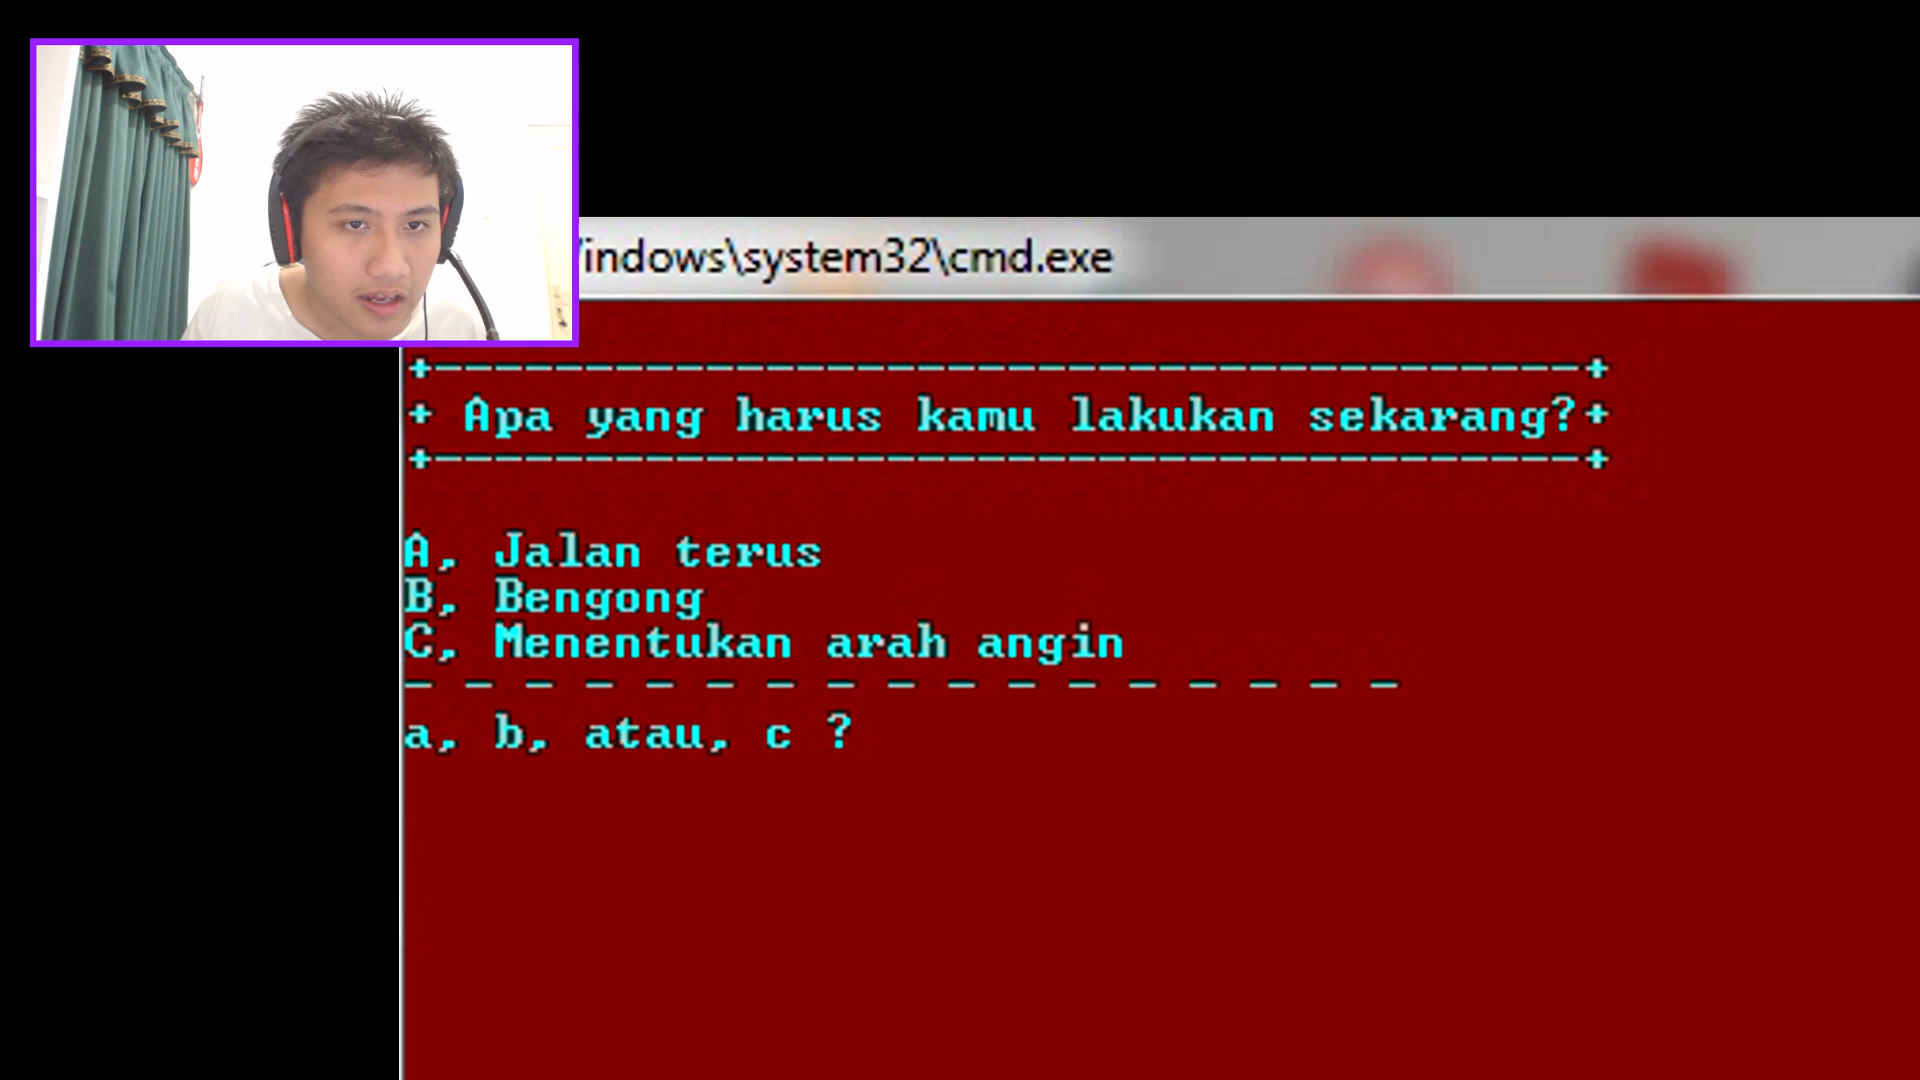 indows\system32\cmd.exe
+---------------------------------------+
+ Apa yang harus kamu lakukan sekarang?+
+---------------------------------------+
A, Jalan terus
B, Bengong
C, Menentukan arah angin
- - - - - - - - - - - - - - - - -
a, b, atau, c ?